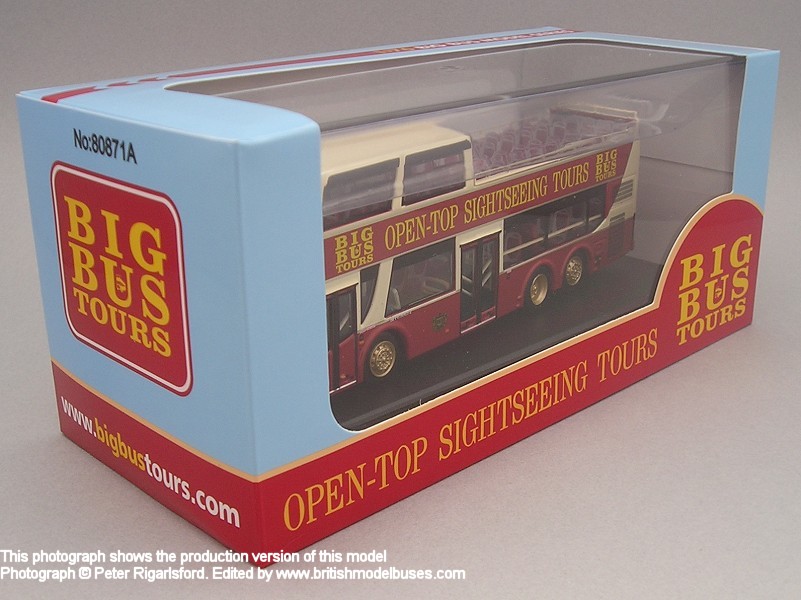 No:80871A
BIG
BUS
TOURS
www.bigbustours.com
BIG
BUS
TOURS
OPEN-TOP SIGHTSEEING TOURS
BIG
BUS
TOURS
OPEN-TOP SIGHTSEEING TOURS
BIG
BUS
TOURS
This photograph shows the production version of this model
Photograph © Peter Rigarlsford. Edited by www.britishmodelbuses.com